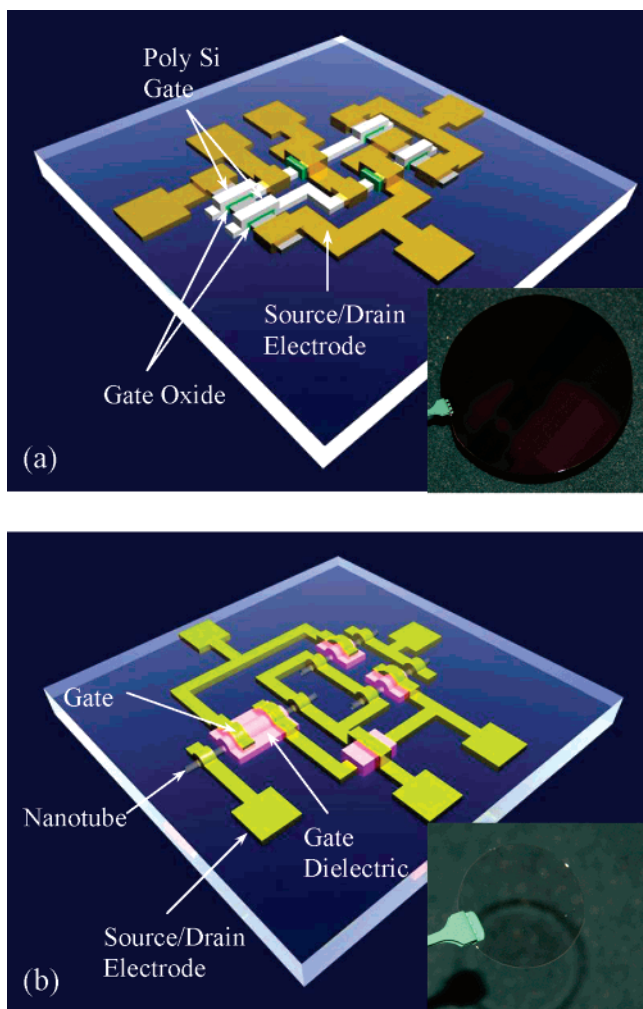 Poly Si
Gate
Source/Drain
Electrode
Gate Oxide
(a)
Gate
Nanotube
Gate
Dielectric
Source/Drain
Electrode
(b)